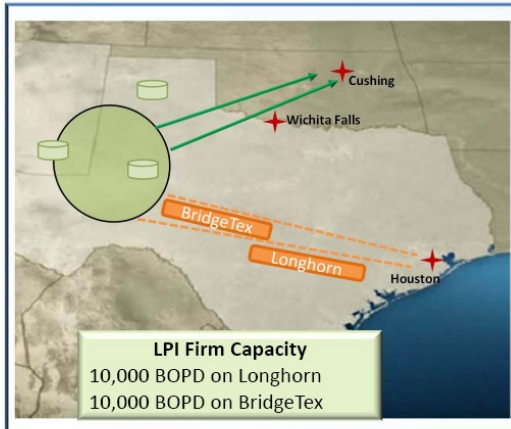 Cushing
Wichita Falls
BridgeTex
Longhorn
Houston
LPI Firm Capacity
10,000 BOPD on Longhorn
10,000 BOPD on BridgeTex